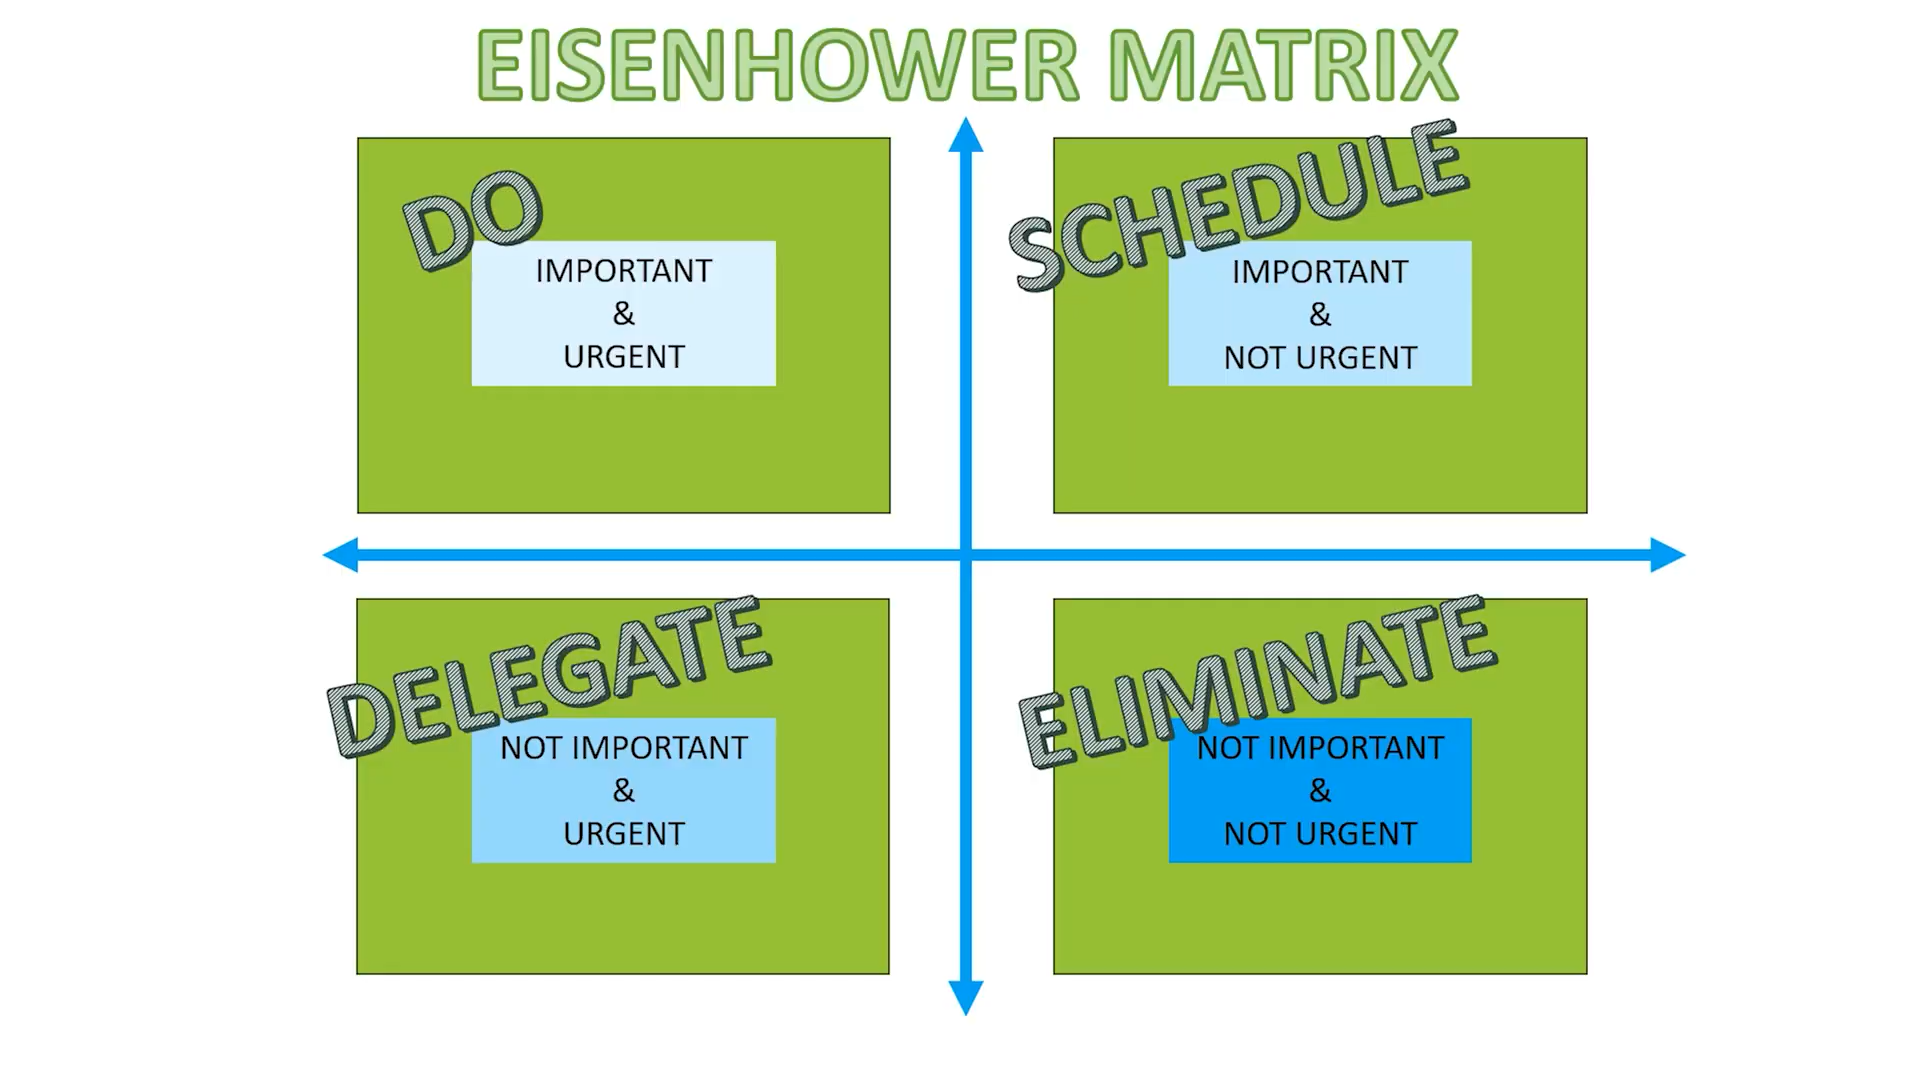 EISENHOWER MATRIX
DO
IMPORTANT
&
URGENT
SCHEDULE
IMPORTANT
&
NOT URGENT
DELEGATE
NOT IMPORTANT
&
URGENT
ELIMINATE
NOT IMPORTANT
&
NOT URGENT